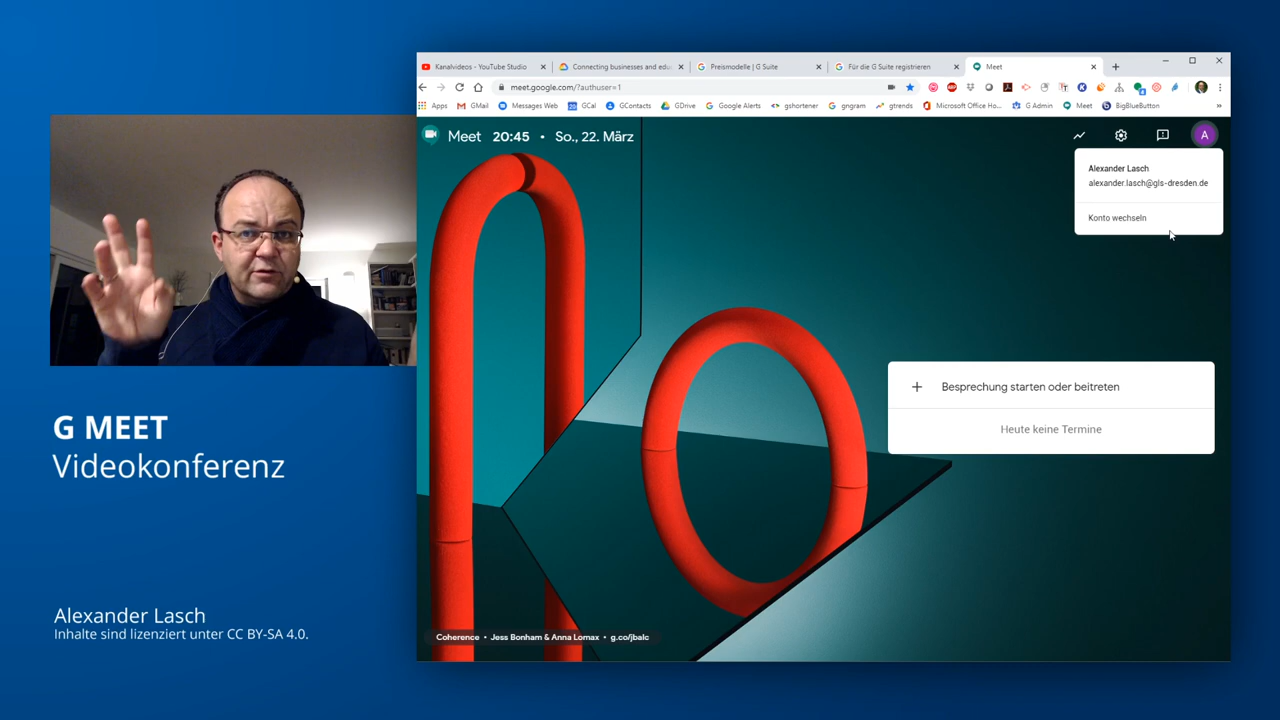 Kanalvideos - YouTube Studio
Connecting businesses and edu
Preismodelle | G Suite
Für die G Suite registrieren
Meet
meet.google.com/?authuser=1
Apps GMail Messages Web GCal GContacts GDrive Google Alerts gshortener gngram gtrends Microsoft Office Ho... G Admin Meet BigBlueButton »
Meet 20:45 • So., 22. März
A
Alexander Lasch
alexander.lasch@gls-dresden.de
Konto wechseln
+ Besprechung starten oder beitreten
Heute keine Termine
Coherence • Jess Bonham & Anna Lomax • g.co/jbalc
G MEET
Videokonferenz
Alexander Lasch
Inhalte sind lizenziert unter CC BY-SA 4.0.